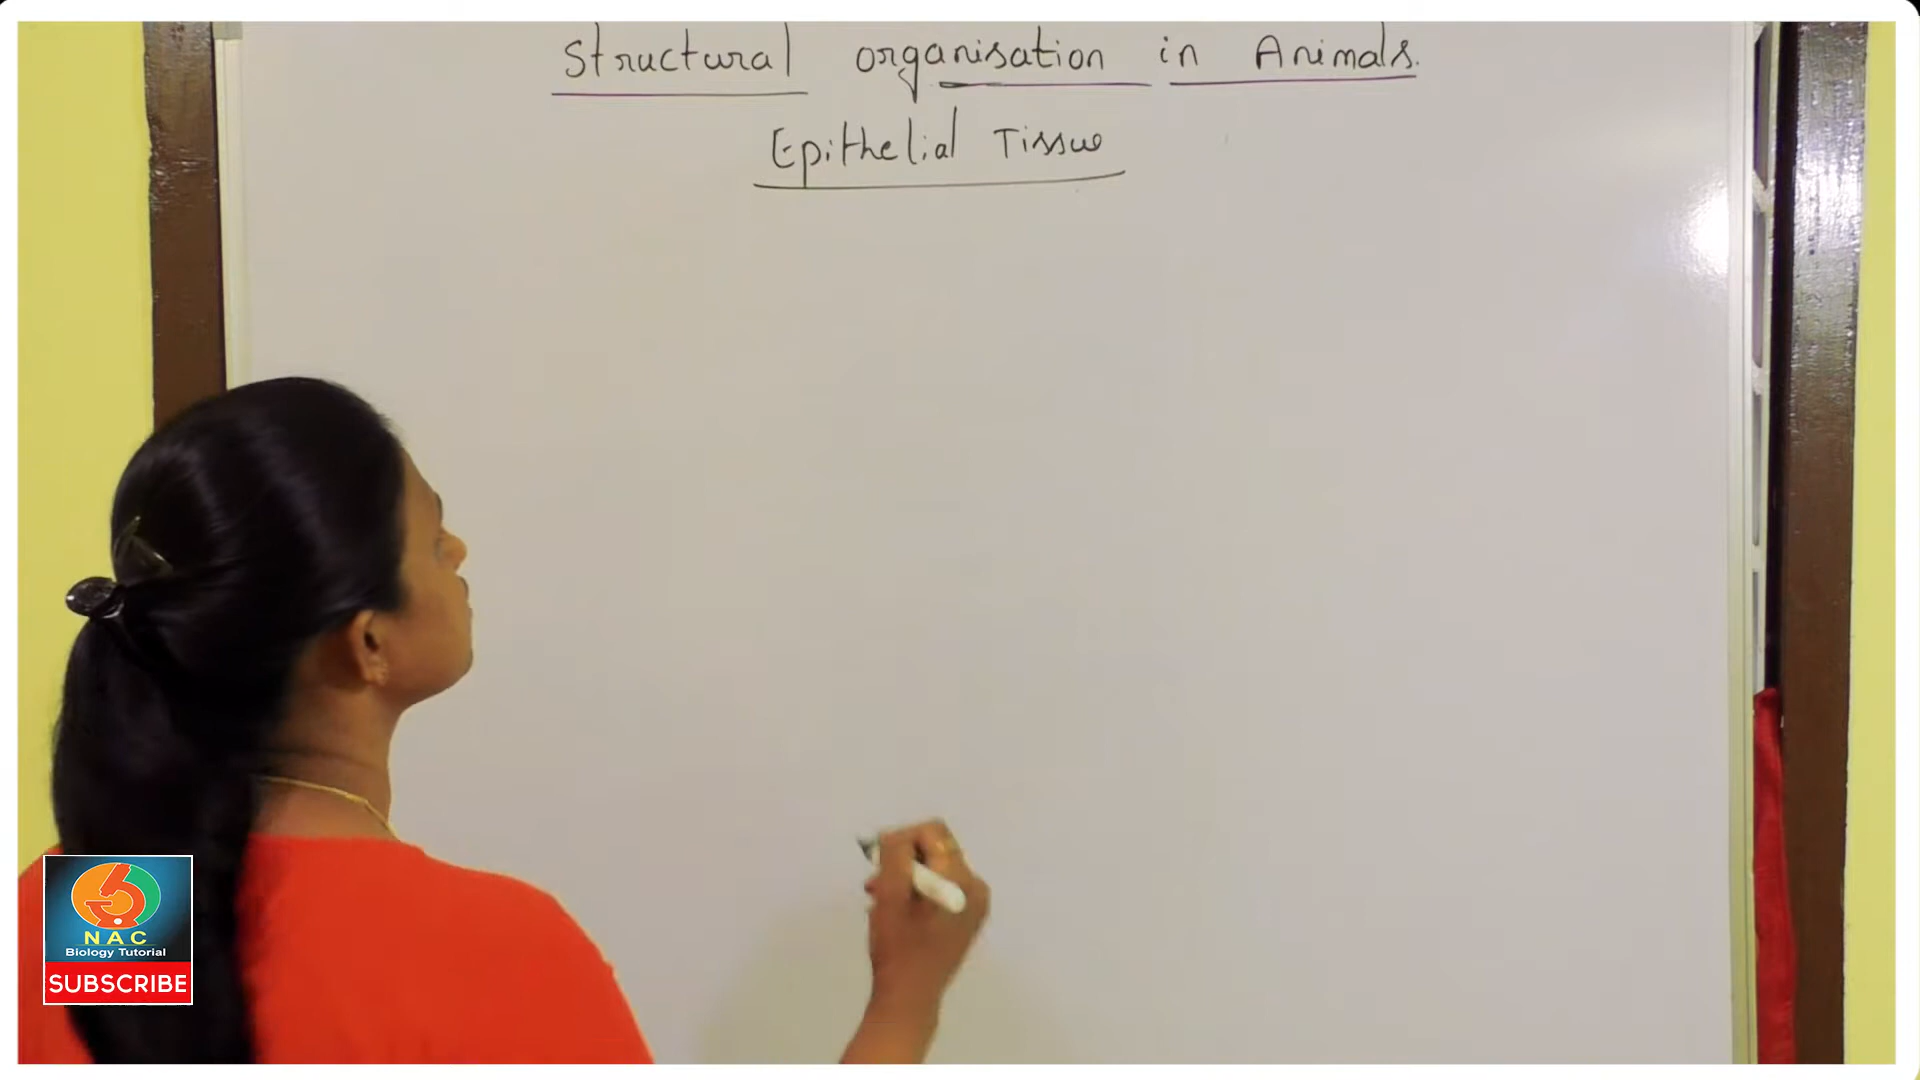 Structural organisation in Animals.
Epithelial Tissue
NAC
Biology Tutorial
SUBSCRIBE